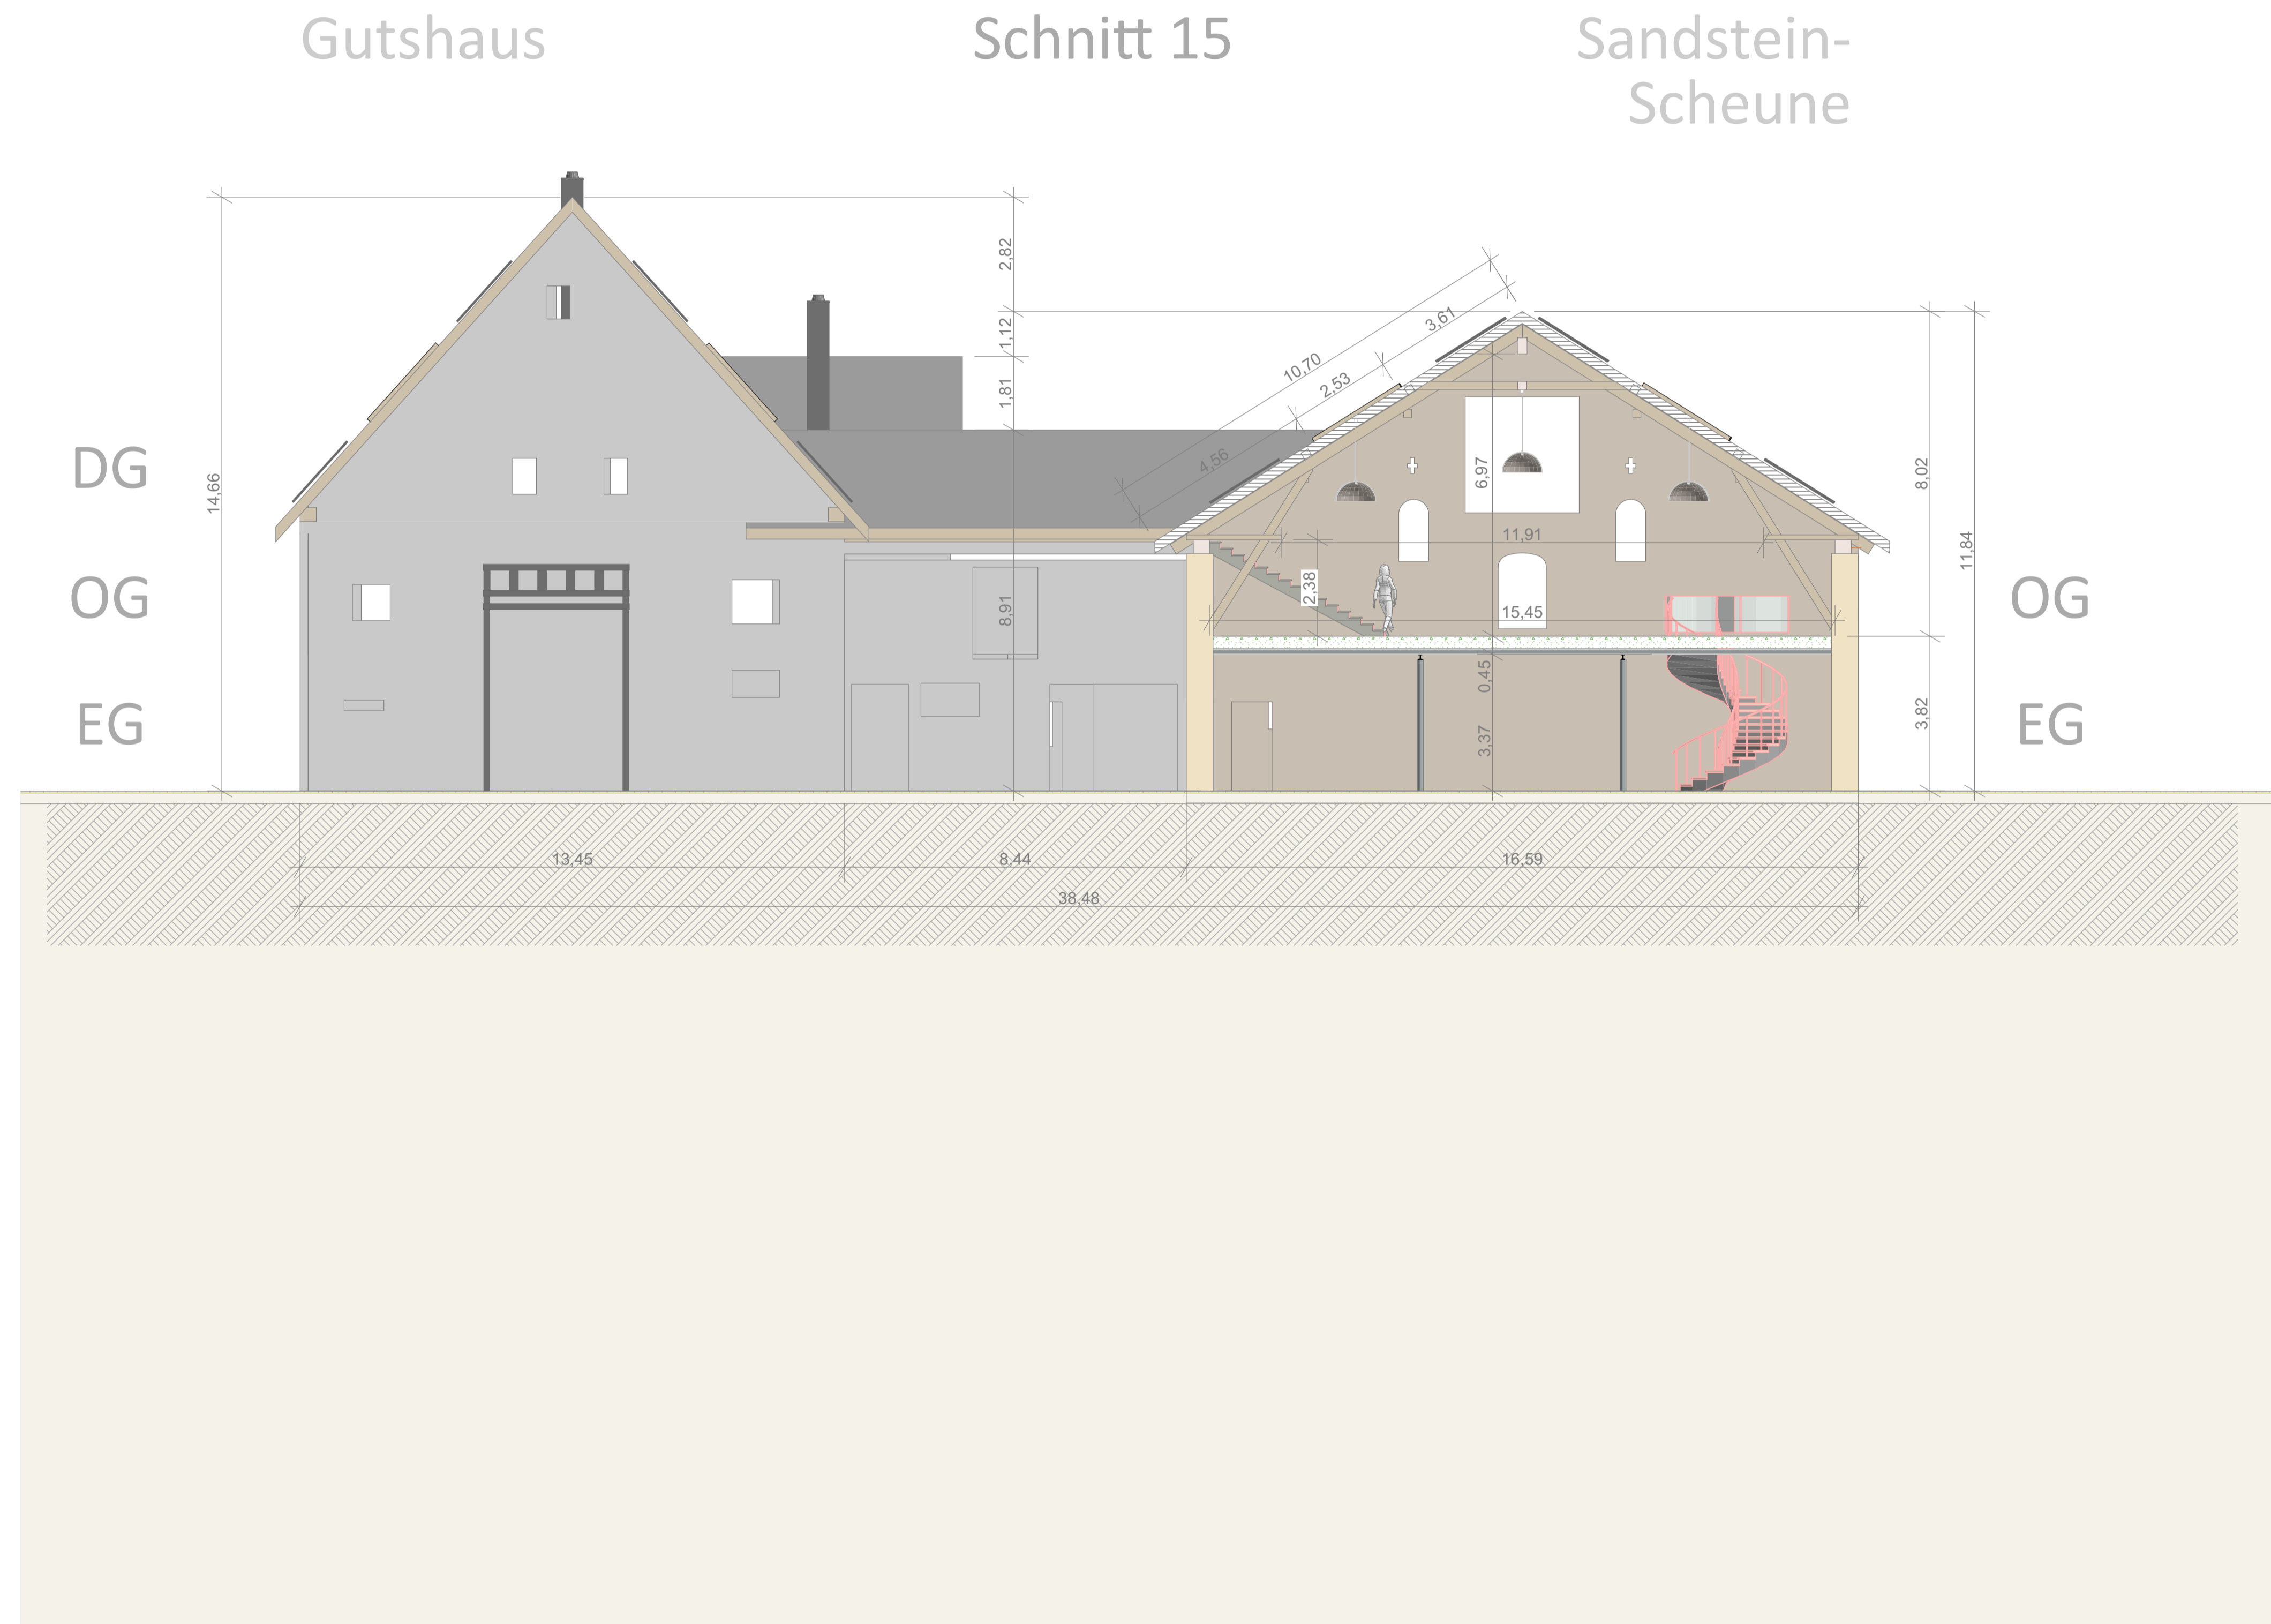 Gutshaus
Schnitt 15
Sandstein-
Scheune
2,82
3,61
1,12
10,70
2,53
1,81
DG
14,66
4,56
6,97
8,02
11,91
11,84
OG
8,91
2,38
15,45
OG
0,45
EG
3,37
3,82
EG
13,45
8,44
16,59
38,48